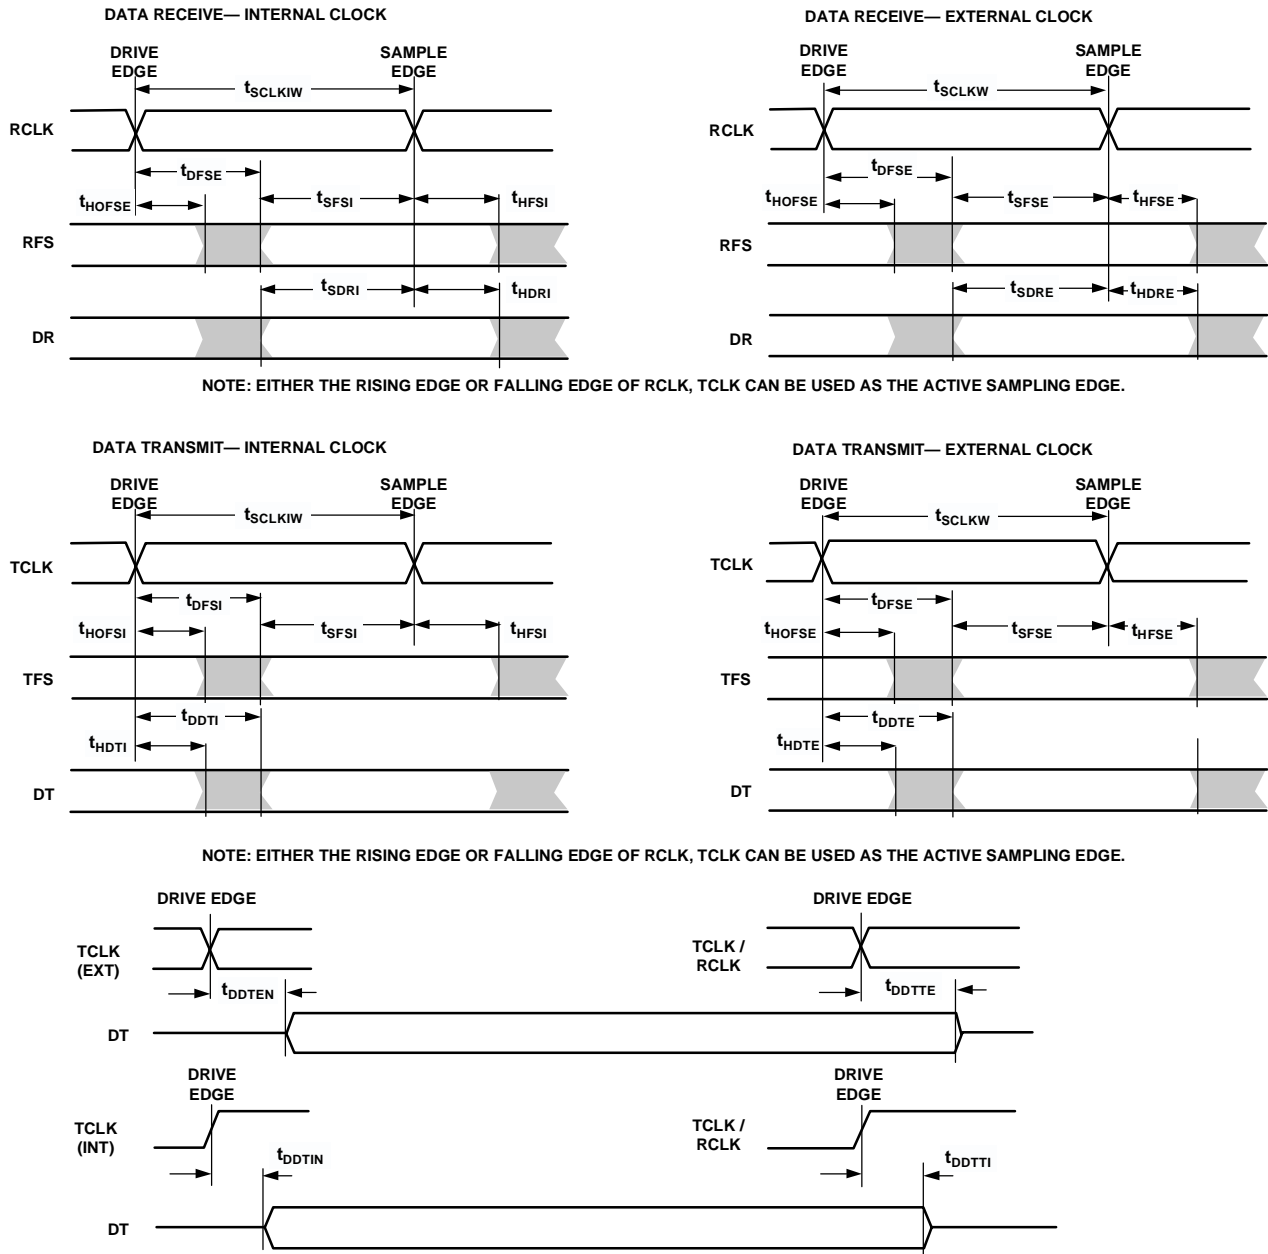 DATA RECEIVE— INTERNAL CLOCK
DRIVE EDGE
SAMPLE EDGE
tSCLKIW
RCLK
tDFSE
tHOFSE
tSFSI
tHFSI
RFS
tSDRI
tHDRI
DR
DATA RECEIVE— EXTERNAL CLOCK
DRIVE EDGE
SAMPLE EDGE
tSCLKW
RCLK
tDFSE
tHOFSE
tSFSE
tHFSE
RFS
tSDRE
tHDRE
DR
NOTE: EITHER THE RISING EDGE OR FALLING EDGE OF RCLK, TCLK CAN BE USED AS THE ACTIVE SAMPLING EDGE.
DATA TRANSMIT— INTERNAL CLOCK
DRIVE EDGE
SAMPLE EDGE
tSCLKIW
TCLK
tDFSI
tHOFSI
tSFSI
tHFSI
TFS
tDDTI
tHDTI
DT
DATA TRANSMIT— EXTERNAL CLOCK
DRIVE EDGE
SAMPLE EDGE
tSCLKW
TCLK
tDFSE
tHOFSE
tSFSE
tHFSE
TFS
tDDTE
tHDTE
DT
NOTE: EITHER THE RISING EDGE OR FALLING EDGE OF RCLK, TCLK CAN BE USED AS THE ACTIVE SAMPLING EDGE.
DRIVE EDGE
DRIVE EDGE
TCLK (EXT)
TCLK / RCLK
tDDTEN
tDDTTE
DT
DRIVE EDGE
DRIVE EDGE
TCLK (INT)
TCLK / RCLK
tDDTIN
tDDTTI
DT